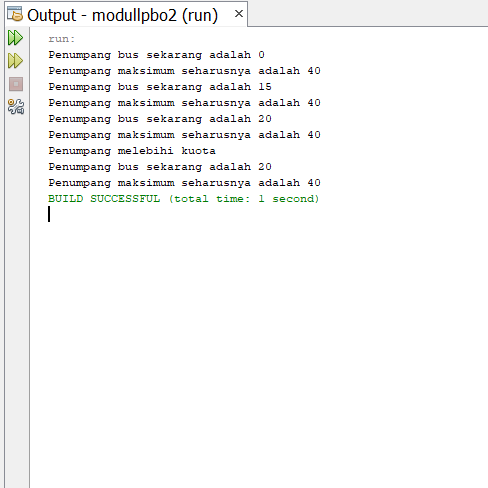 Output - modullpbo2 (run) ×
run:
Penumpang bus sekarang adalah 0
Penumpang maksimum seharusnya adalah 40
Penumpang bus sekarang adalah 15
Penumpang maksimum seharusnya adalah 40
Penumpang bus sekarang adalah 20
Penumpang maksimum seharusnya adalah 40
Penumpang melebihi kuota
Penumpang bus sekarang adalah 20
Penumpang maksimum seharusnya adalah 40
BUILD SUCCESSFUL (total time: 1 second)